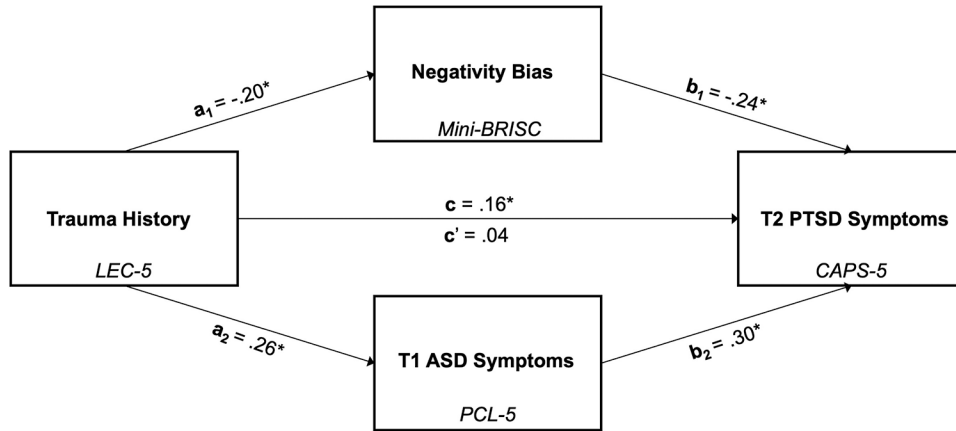 Negativity Bias
Mini-BRISC
a1 = -.20*
b1 = -.24*
Trauma History
LEC-5
c = .16*
c' = .04
T2 PTSD Symptoms
CAPS-5
a2 = .26*
b2 = .30*
T1 ASD Symptoms
PCL-5